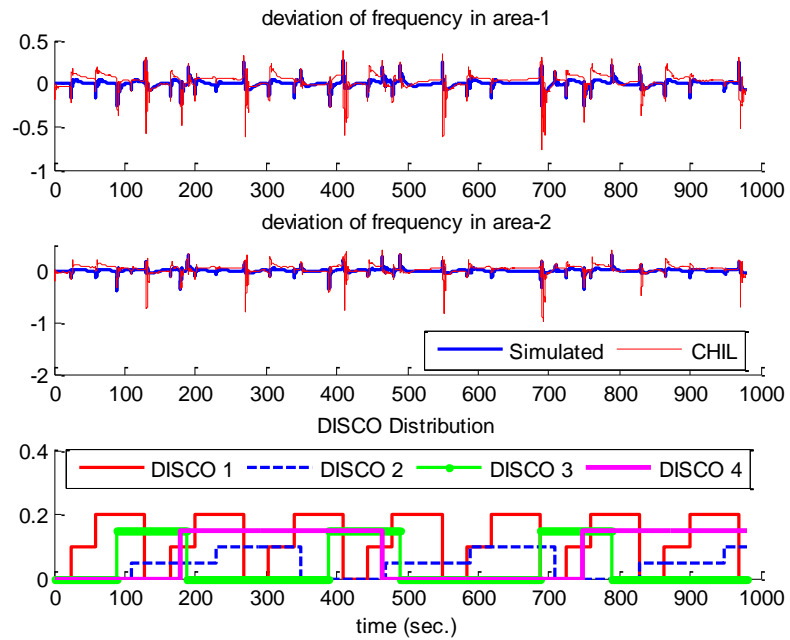 deviation of frequency in area-1
0.5
0
-0.5
-1
0 100 200 300 400 500 600 700 800 900 1000
deviation of frequency in area-2
0
-1
-2
Simulated CHIL
0 100 200 300 400 500 600 700 800 900 1000
DISCO Distribution
0.4
DISCO 1 DISCO 2 DISCO 3 DISCO 4
0.2
0
0 100 200 300 400 500 600 700 800 900 1000
time (sec.)